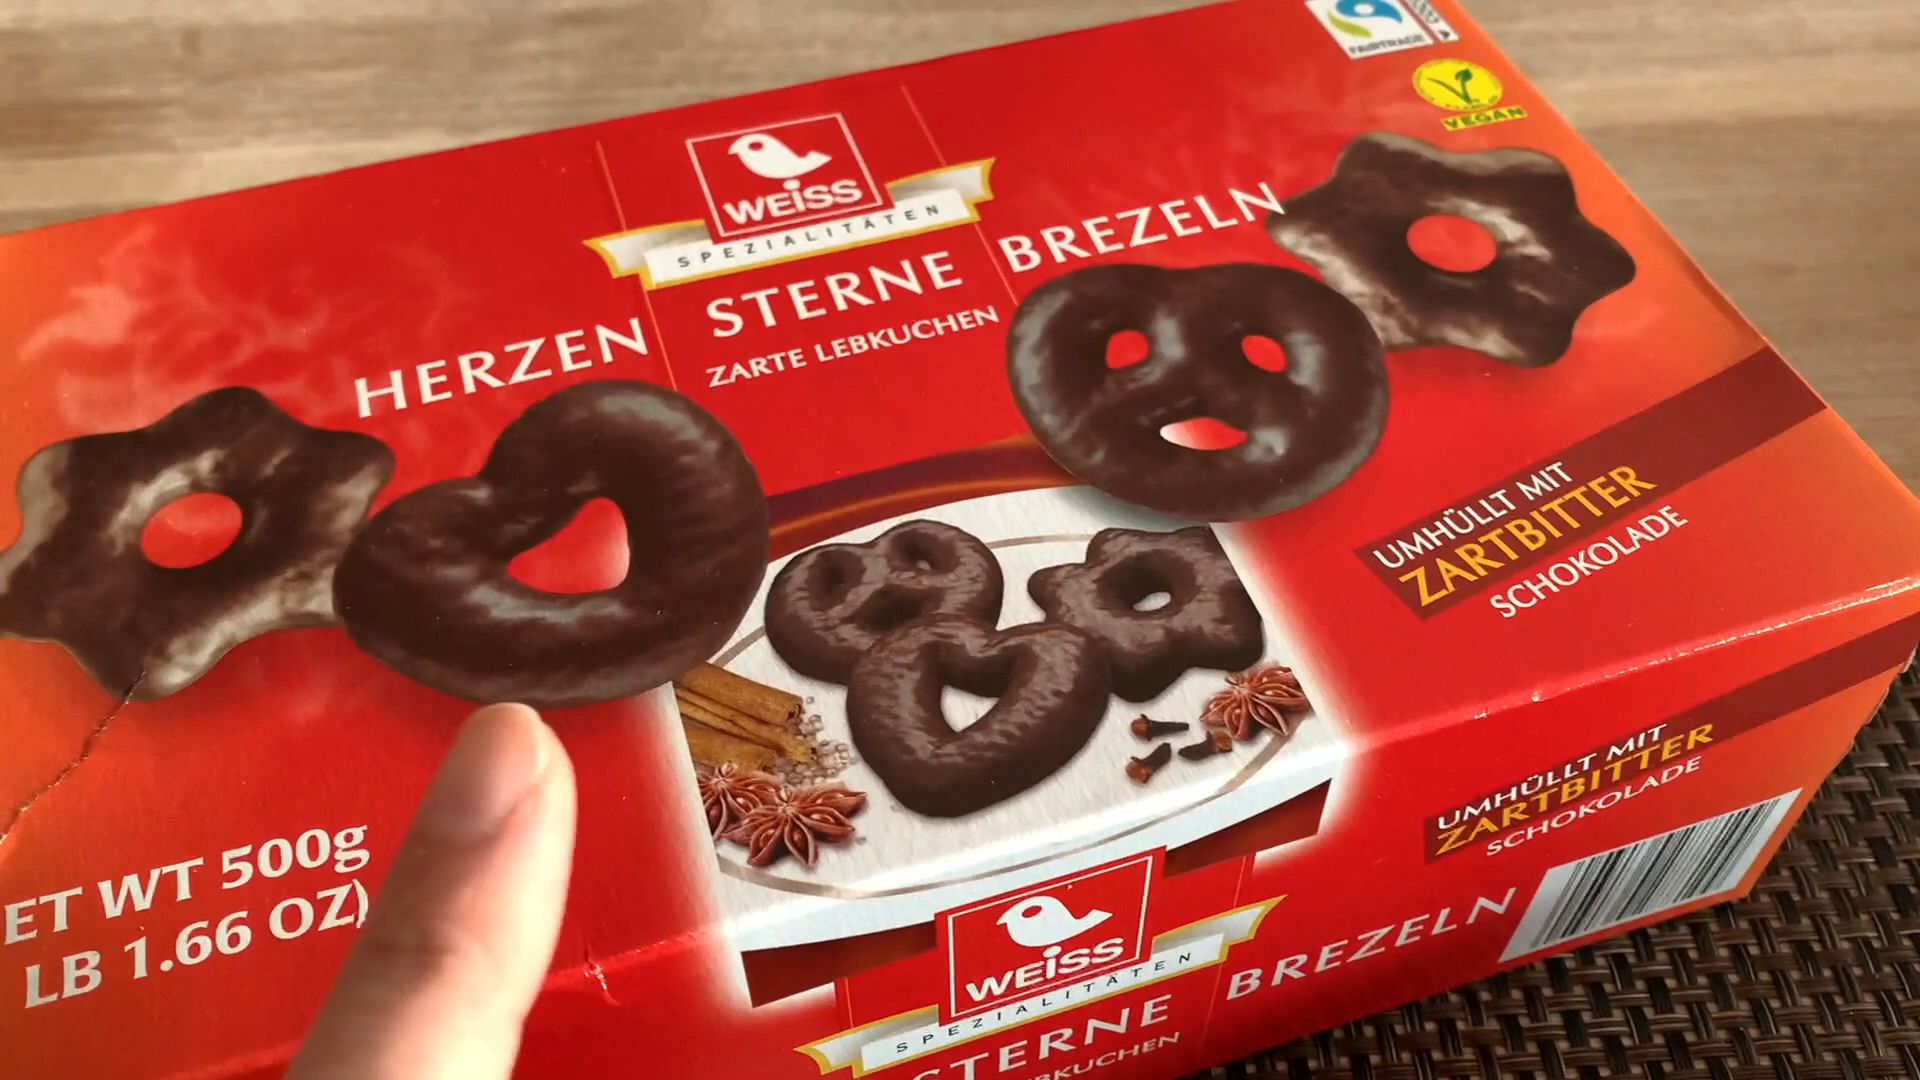 FAIRTRADE
VEGAN
WEISS
SPEZIALITÄTEN
HERZEN STERNE BREZELN
ZARTE LEBKUCHEN
UMHÜLLT MIT
ZARTBITTER
SCHOKOLADE
ET WT 500g
LB 1.66 OZ)
UMHÜLLT MIT
ZARTBITTER
SCHOKOLADE
WEISS
SPEZIALITÄTEN
STERNE BREZELN
BKUCHEN